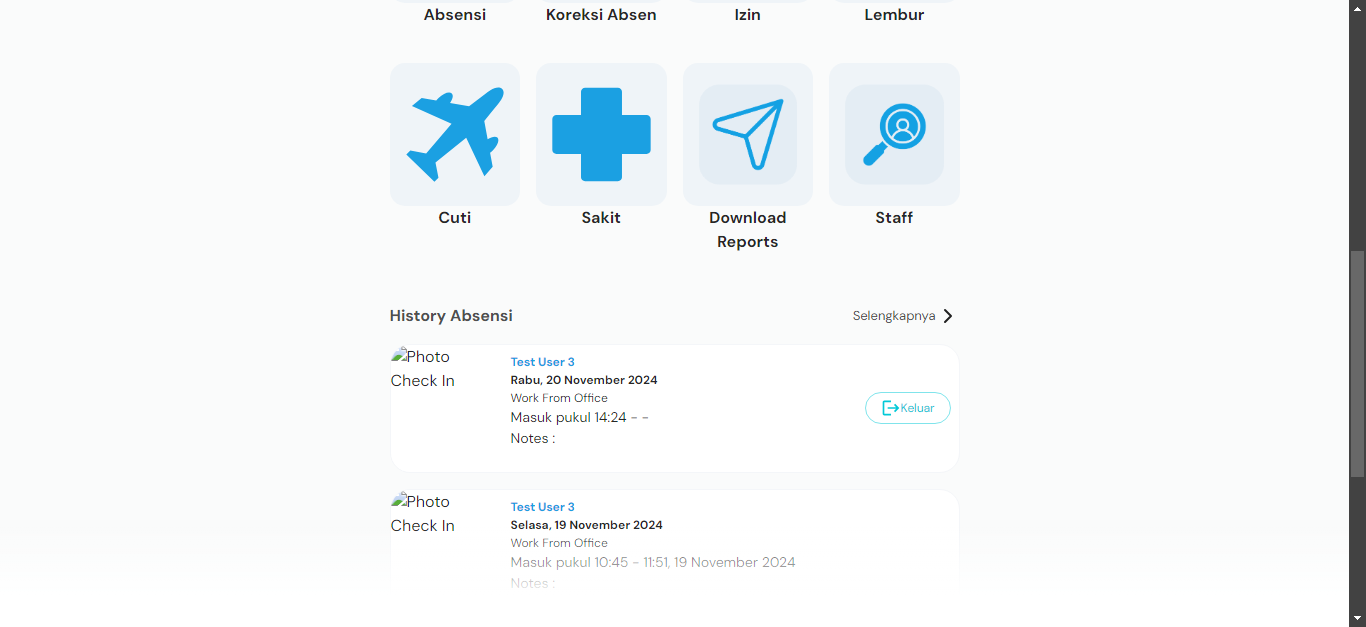 Absensi Koreksi Absen Izin Lembur
Cuti Sakit Download Staff
Reports
History Absensi Selengkapnya
Photo
Check In
Test User 3
Rabu, 20 November 2024
Work From Office
Masuk pukul 14:24 - -
Notes :
Keluar
Photo
Check In
Test User 3
Selasa, 19 November 2024
Work From Office
Masuk pukul 10:45 - 11:51, 19 November 2024
Notes :